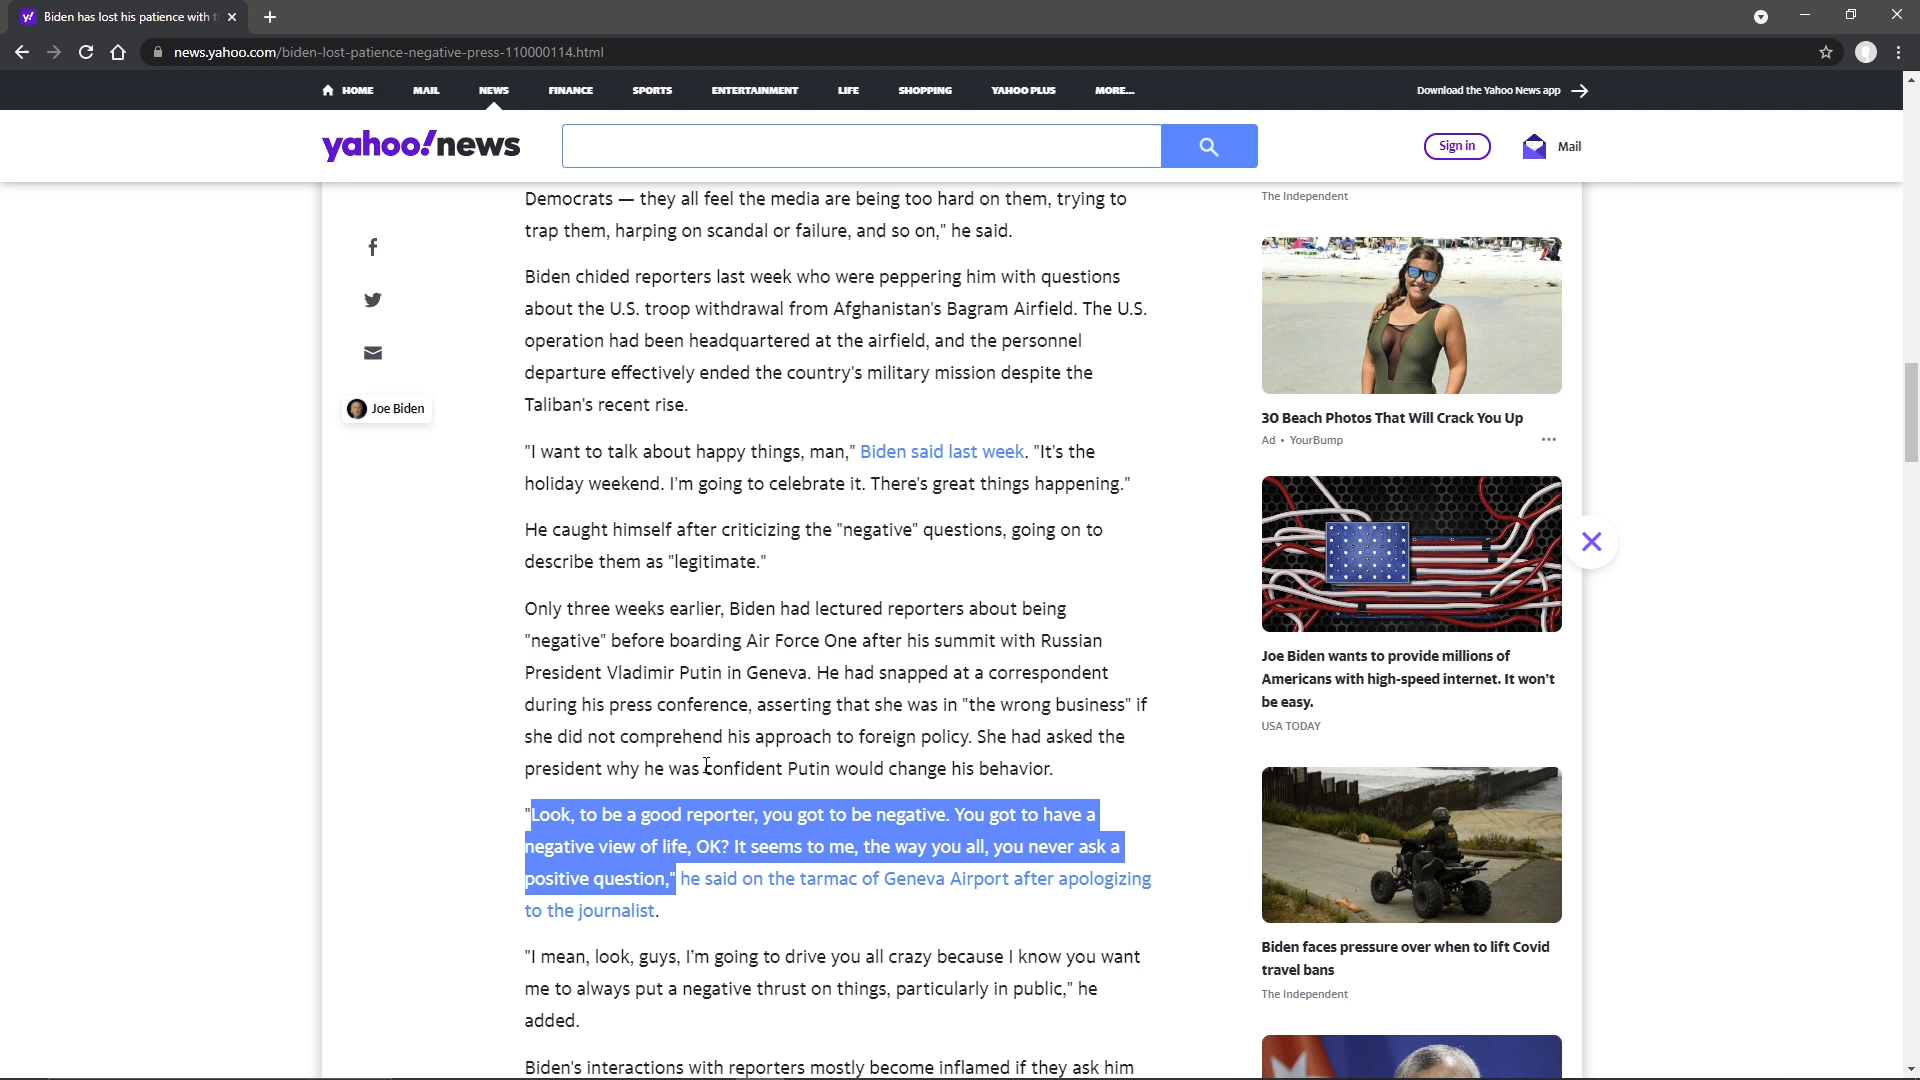 Biden has lost his patience with t
news.yahoo.com/biden-lost-patience-negative-press-110000114.html
HOME MAIL NEWS FINANCE SPORTS ENTERTAINMENT LIFE SHOPPING YAHOO PLUS MORE... Download the Yahoo News app
yahoo!news
Sign in
Mail
Democrats — they all feel the media are being too hard on them, trying to
trap them, harping on scandal or failure, and so on," he said.
Biden chided reporters last week who were peppering him with questions
about the U.S. troop withdrawal from Afghanistan's Bagram Airfield. The U.S.
operation had been headquartered at the airfield, and the personnel
departure effectively ended the country's military mission despite the
Taliban's recent rise.
Joe Biden
"I want to talk about happy things, man," Biden said last week. "It's the
holiday weekend. I'm going to celebrate it. There's great things happening."
He caught himself after criticizing the "negative" questions, going on to
describe them as "legitimate."
Only three weeks earlier, Biden had lectured reporters about being
"negative" before boarding Air Force One after his summit with Russian
President Vladimir Putin in Geneva. He had snapped at a correspondent
during his press conference, asserting that she was in "the wrong business" if
she did not comprehend his approach to foreign policy. She had asked the
president why he was confident Putin would change his behavior.
"Look, to be a good reporter, you got to be negative. You got to have a
negative view of life, OK? It seems to me, the way you all, you never ask a
positive question," he said on the tarmac of Geneva Airport after apologizing
to the journalist.
"I mean, look, guys, I'm going to drive you all crazy because I know you want
me to always put a negative thrust on things, particularly in public," he
added.
Biden's interactions with reporters mostly become inflamed if they ask him
The Independent
30 Beach Photos That Will Crack You Up
Ad • YourBump
Joe Biden wants to provide millions of
Americans with high-speed internet. It won't
be easy.
USA TODAY
Biden faces pressure over when to lift Covid
travel bans
The Independent